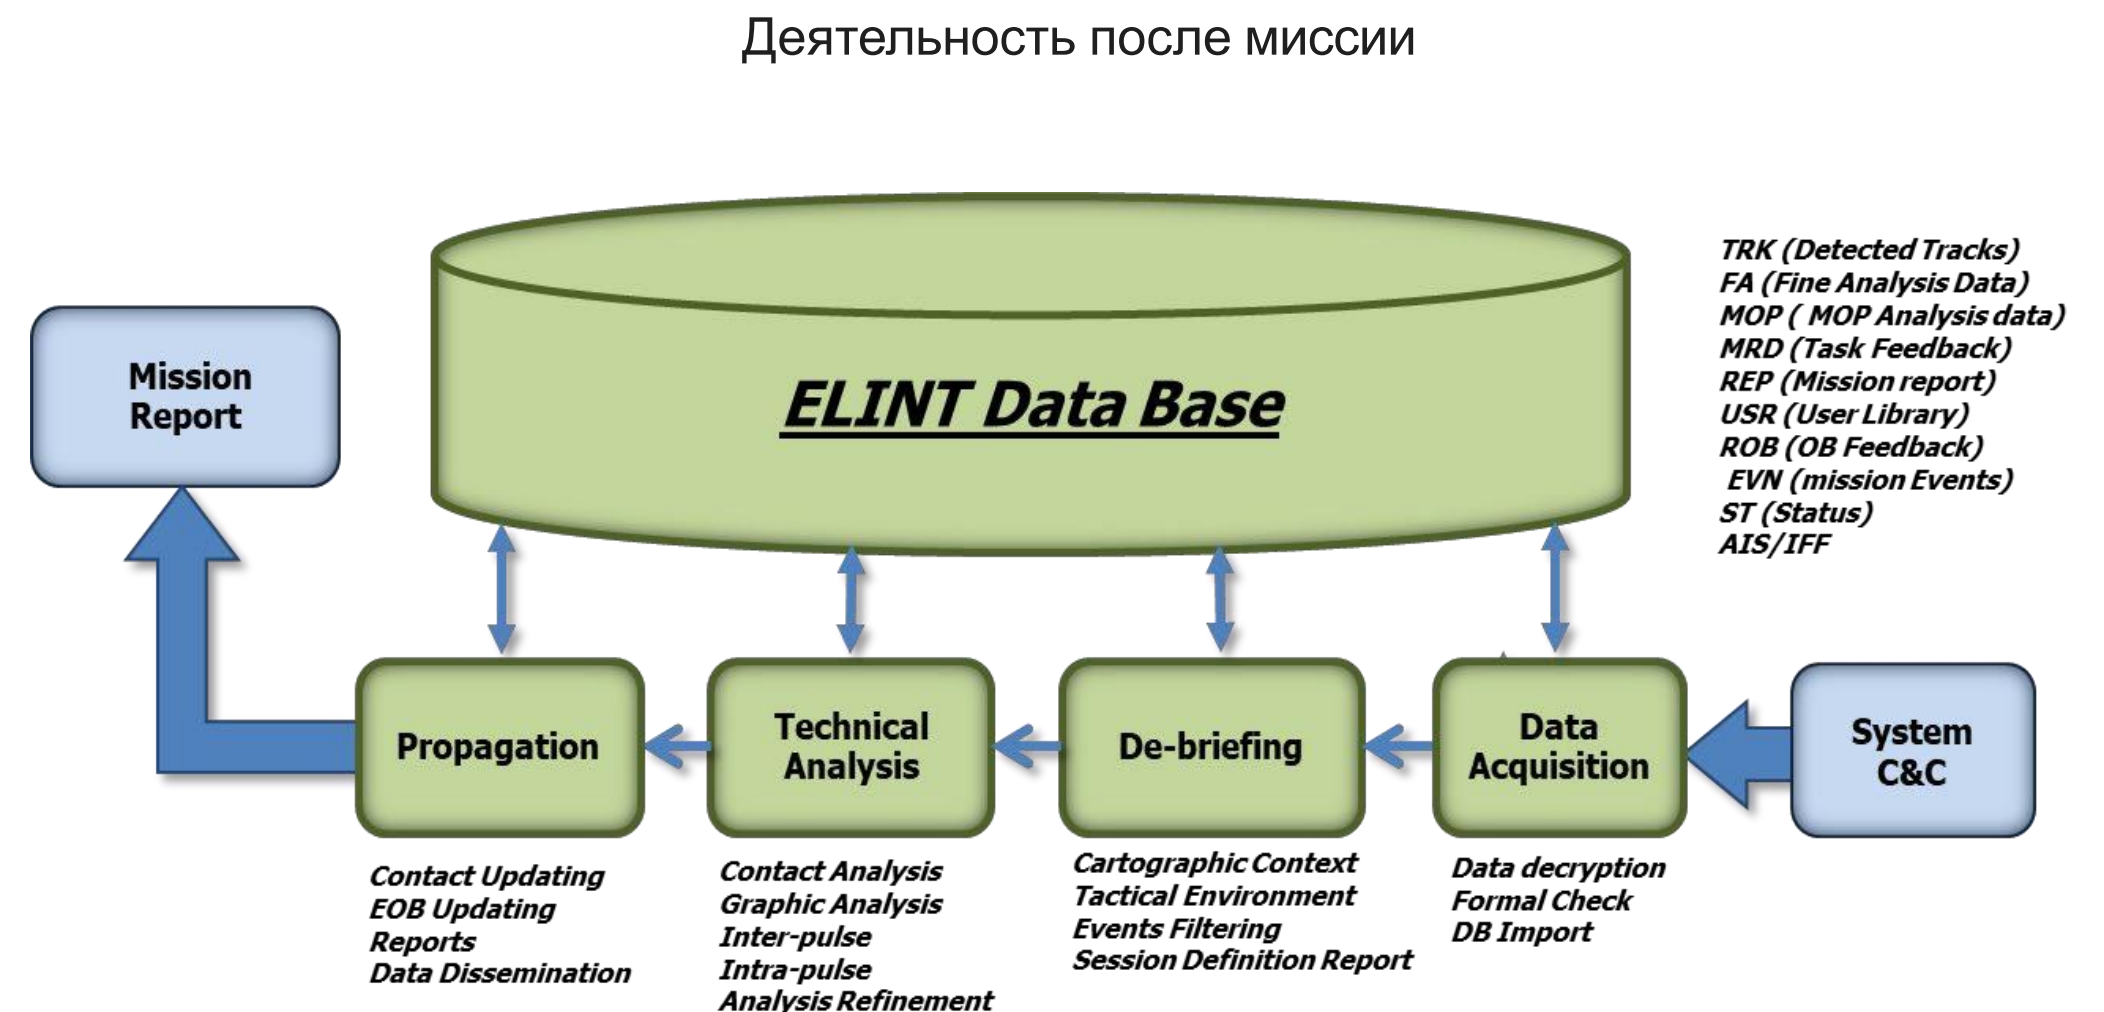 Деятельность после миссии
ELINT Data Base
TRK (Detected Tracks)
FA (Fine Analysis Data)
MOP ( MOP Analysis data)
MRD (Task Feedback)
REP (Mission report)
USR (User Library)
ROB (OB Feedback)
EVN (mission Events)
ST (Status)
AIS/IFF
Mission
Report
Propagation
Technical
Analysis
De-briefing
Data
Acquisition
System
C&C
Contact Updating
EOB Updating
Reports
Data Dissemination
Contact Analysis
Graphic Analysis
Inter-pulse
Intra-pulse
Analysis Refinement
Cartographic Context
Tactical Environment
Events Filtering
Session Definition Report
Data decryption
Formal Check
DB Import